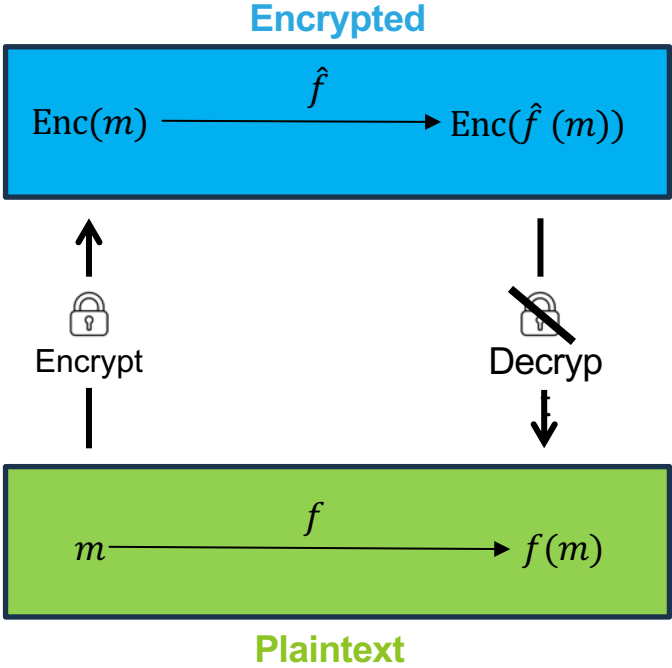 Encrypted
f̂
Enc(m) Enc(f̂ (m))
Encrypt
Decryp
t
f
m f(m)
Plaintext